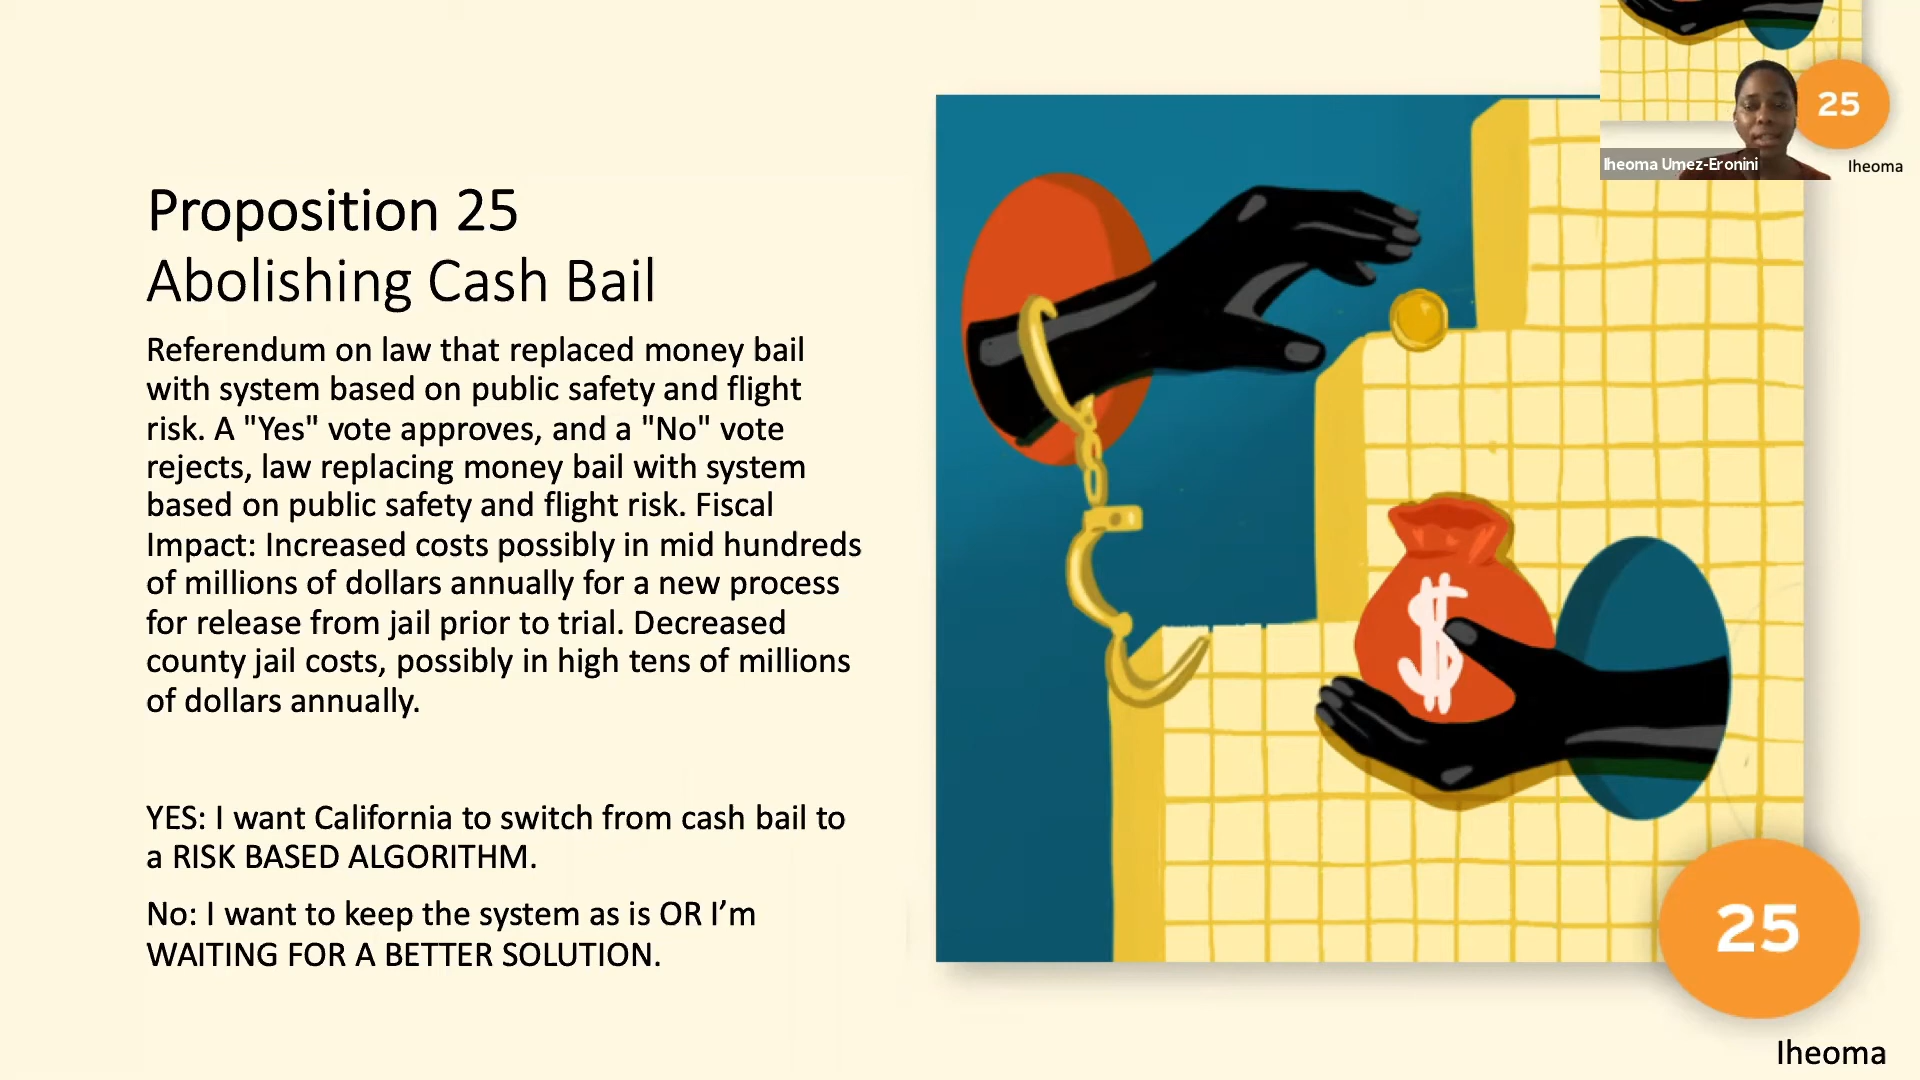 Proposition 25
Abolishing Cash Bail
Referendum on law that replaced money bail
with system based on public safety and flight
risk. A "Yes" vote approves, and a "No" vote
rejects, law replacing money bail with system
based on public safety and flight risk. Fiscal
Impact: Increased costs possibly in mid hundreds
of millions of dollars annually for a new process
for release from jail prior to trial. Decreased
county jail costs, possibly in high tens of millions
of dollars annually.
YES: I want California to switch from cash bail to
a RISK BASED ALGORITHM.
No: I want to keep the system as is OR I’m
WAITING FOR A BETTER SOLUTION.
$
25
Iheoma
25
Iheoma Umez-Eronini
Iheoma